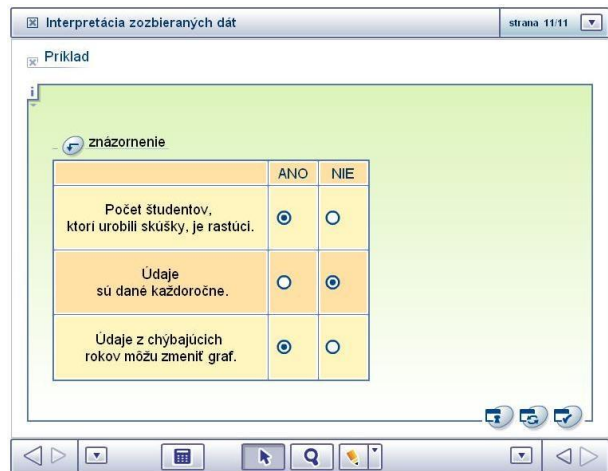 Interpretácia zozbieraných dát
strana 11/11
Príklad
i
znázornenie
ANO NIE
Počet študentov,
ktorí urobili skúšky, je rastúci.
Údaje
sú dané každoročne.
Údaje z chýbajúcich
rokov môžu zmeniť graf.